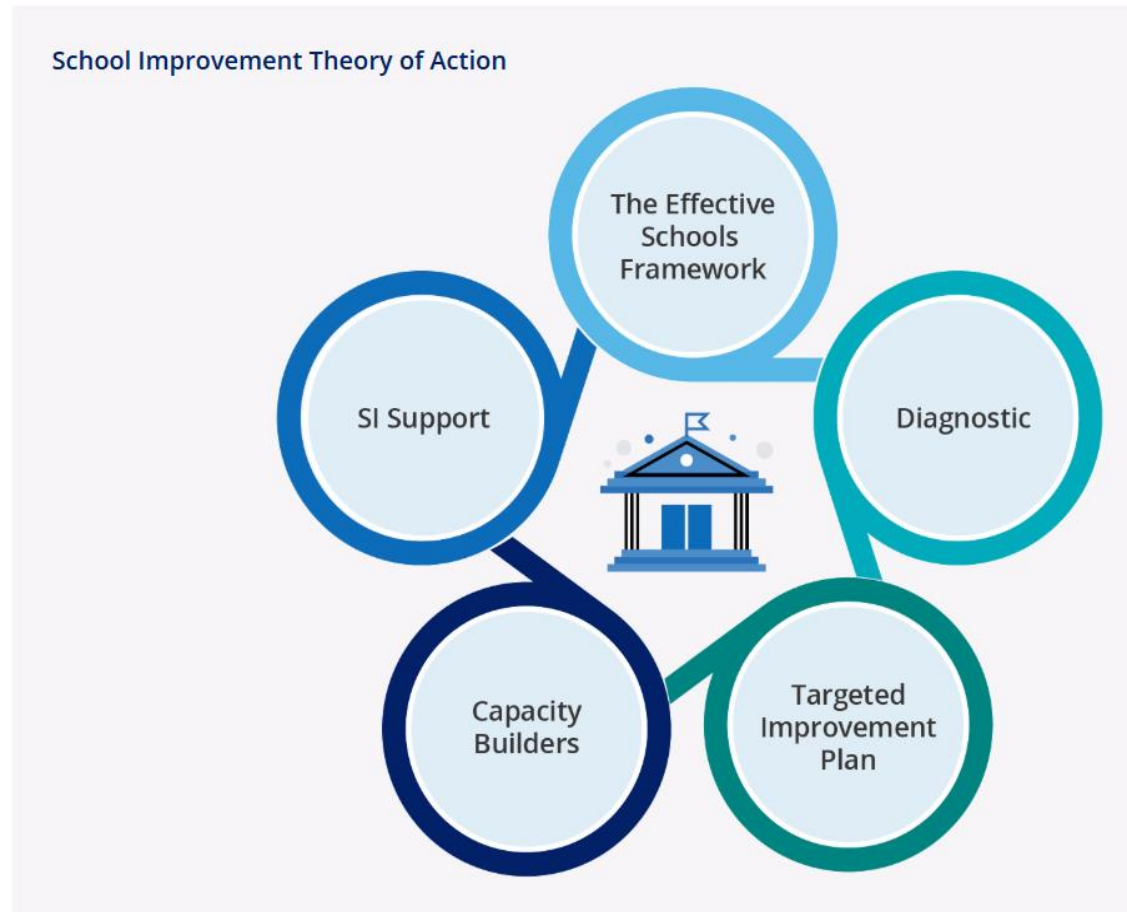 School Improvement Theory of Action
The Effective
Schools
Framework
SI Support
Diagnostic
Capacity
Builders
Targeted
Improvement
Plan